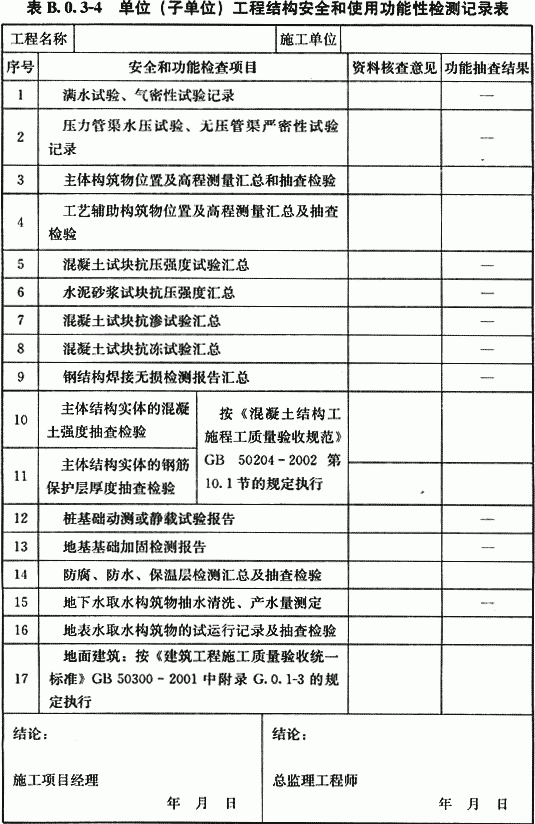 表 B. 0. 3-4 单位（子单位）工程结构安全和使用功能性检测记录表
工程名称 施工单位
序号 安全和功能检查项目 资料核查意见 功能抽查结果
1 满水试验、气密性试验记录 —
2 压力管渠水压试验、无压管渠严密性试验
记录 —
3 主体构筑物位置及高程测量汇总和抽查检验
4 工艺辅助构筑物位置及高程测量汇总及抽查
检验
5 混凝土试块抗压强度试验汇总 —
6 水泥砂浆试块抗压强度汇总 —
7 混凝土试块抗渗试验汇总 —
8 混凝土试块抗冻试验汇总 —
9 钢结构焊接无损检测报告汇总 —
10 主体结构实体的混凝
土强度抽查检验
11 主体结构实体的钢筋
保护层厚度抽查检验
按《混凝土结构工
施程工质量验收规范》
GB 50204-2002 第
10.1 节的规定执行
12 桩基础动测或静载试验报告 —
13 地基基础加固检测报告 —
14 防腐、防水、保温层检测汇总及抽查检验
15 地下水取水构筑物抽水清洗、产水量测定 —
16 地表水取水构筑物的试运行记录及抽查检验
17 地面建筑：按《建筑工程施工质量验收统一
标准》GB 50300-2001 中附录 G. 0. 1-3 的规
定执行
结论：
施工项目经理
年 月 日
结论：
总监理工程师
年 月 日